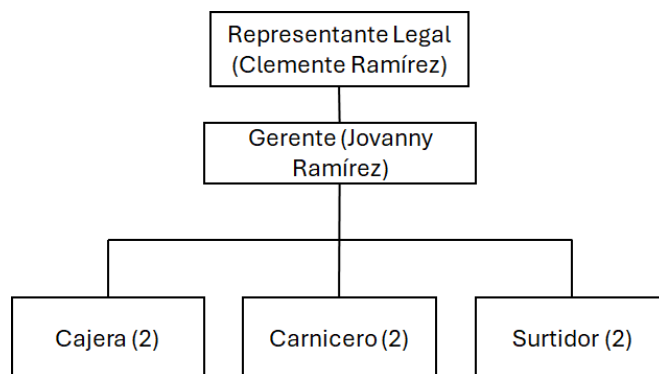 Representante Legal
(Clemente Ramírez)
Gerente (Jovanny
Ramírez)
Cajera (2)
Carnicero (2)
Surtidor (2)